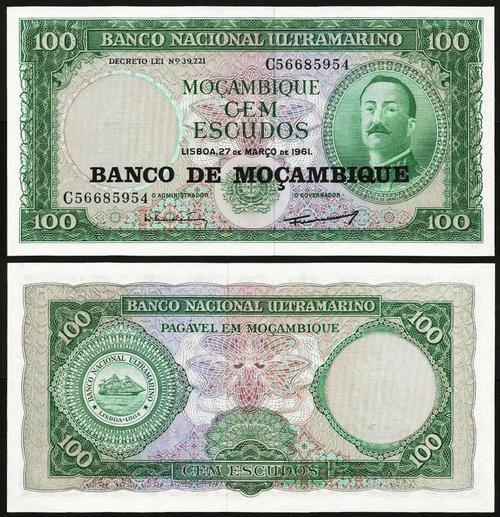 100 BANCO NACIONAL ULTRAMARINO 100
DECRETO-LEI Nº 39,221 C56685954
MOÇAMBIQUE
CEM
ESCUDOS
LISBOA, 27 DE MARÇO DE 1961.
BANCO DE MOÇAMBIQUE
C56685954 O ADMINISTRADOR O GOVERNADOR
100 100
BANCO NACIONAL ULTRAMARINO
100 PAGÁVEL EM MOÇAMBIQUE 100
BANCO NACIONAL ULTRAMARINO
LISBOA-1864
100 CEM ESCUDOS 100